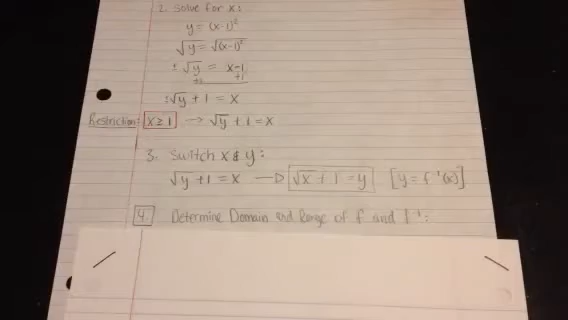 2. Solve for x:
y = (x-1)²
√y = √(x-1)²
±√y = x-1
+1 +1
±√y + 1 = x
Restriction: x ≥ 1 → √y + 1 = x
3. Switch x & y:
√y + 1 = x → √x + 1 = y [y = f⁻¹(x)]
4. Determine Domain and Range of f and f⁻¹: